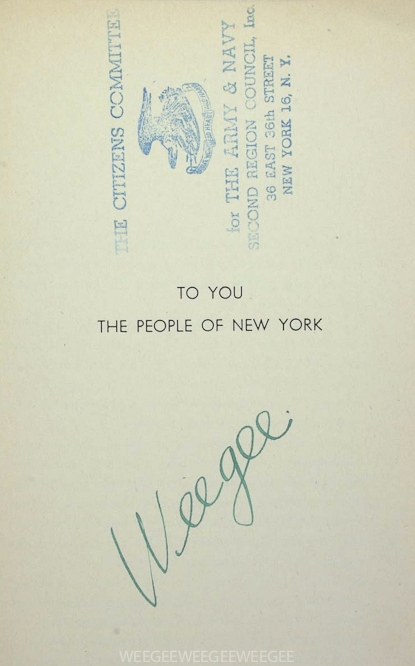 THE CITIZENS COMMITTEE
for THE ARMY & NAVY
SECOND REGION COUNCIL, Inc.
36 EAST 36th STREET
NEW YORK 16, N. Y.
TO YOU
THE PEOPLE OF NEW YORK
Weegee.
WEEGEEWEEGEEWEEGEE